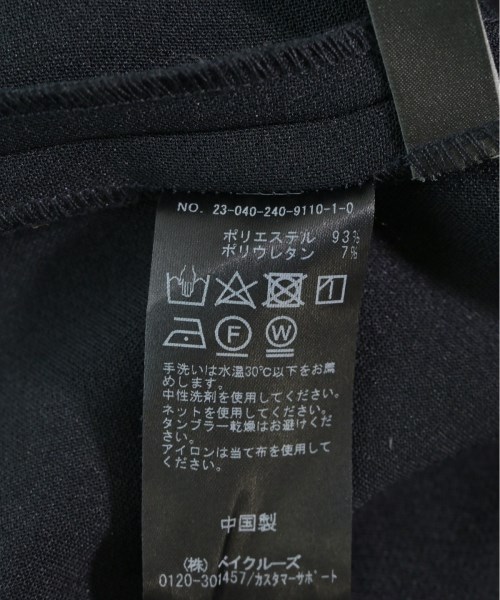 NO. 23-040-240-9110-1-0
ポリエステル 93%
ポリウレタン 7%
F W
手洗いは水温30℃以下をお薦
めします。
中性洗剤を使用してください。
ネットを使用してください。
タンブラー乾燥はお避けくだ
さい。
アイロンは当て布を使用して
ください。
中国製
(株)ベイクルーズ
0120-301457/カスタマーサポート